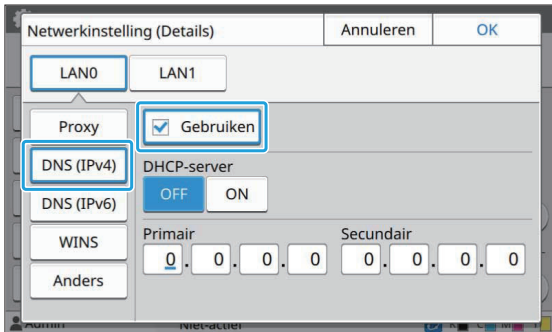 Netwerkinstelling (Details) Annuleren OK
LAN0 LAN1
Proxy Gebruiken
DNS (IPv4) DHCP-server
OFF ON
DNS (IPv6)
WINS Primair Secundair
0.0.0.0 0.0.0.0
Anders
Admin Niet-actief